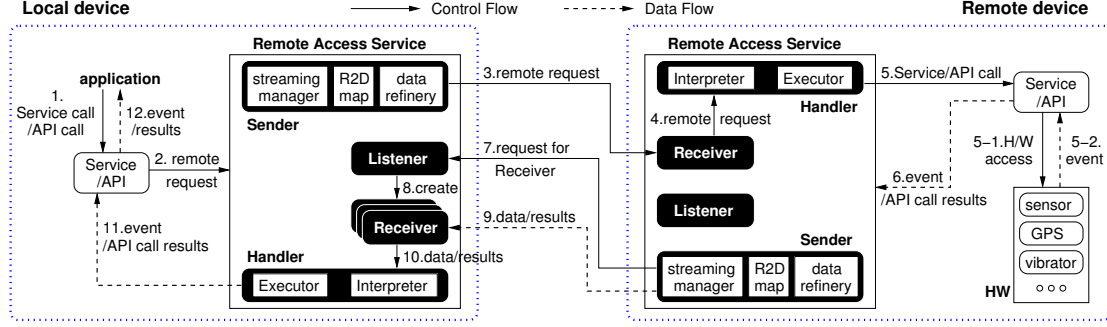 Local device
Control Flow
Data Flow
Remote device
Remote Access Service
application
1.
Service call
/API call
12.event
/results
Service
/API
2. remote
request
11.event
/API call results
streaming
manager
R2D
map
data
refinery
Sender
Listener
8.create
Receiver
10.data/results
Handler
Executor
Interpreter
3.remote request
7.request for
Receiver
9.data/results
Remote Access Service
Interpreter
Executor
Handler
4.remote request
Receiver
Listener
Sender
streaming
manager
R2D
map
data
refinery
5.Service/API call
Service
/API
5-1.H/W
access
5-2.
event
6.event
/API call results
sensor
GPS
vibrator
HW